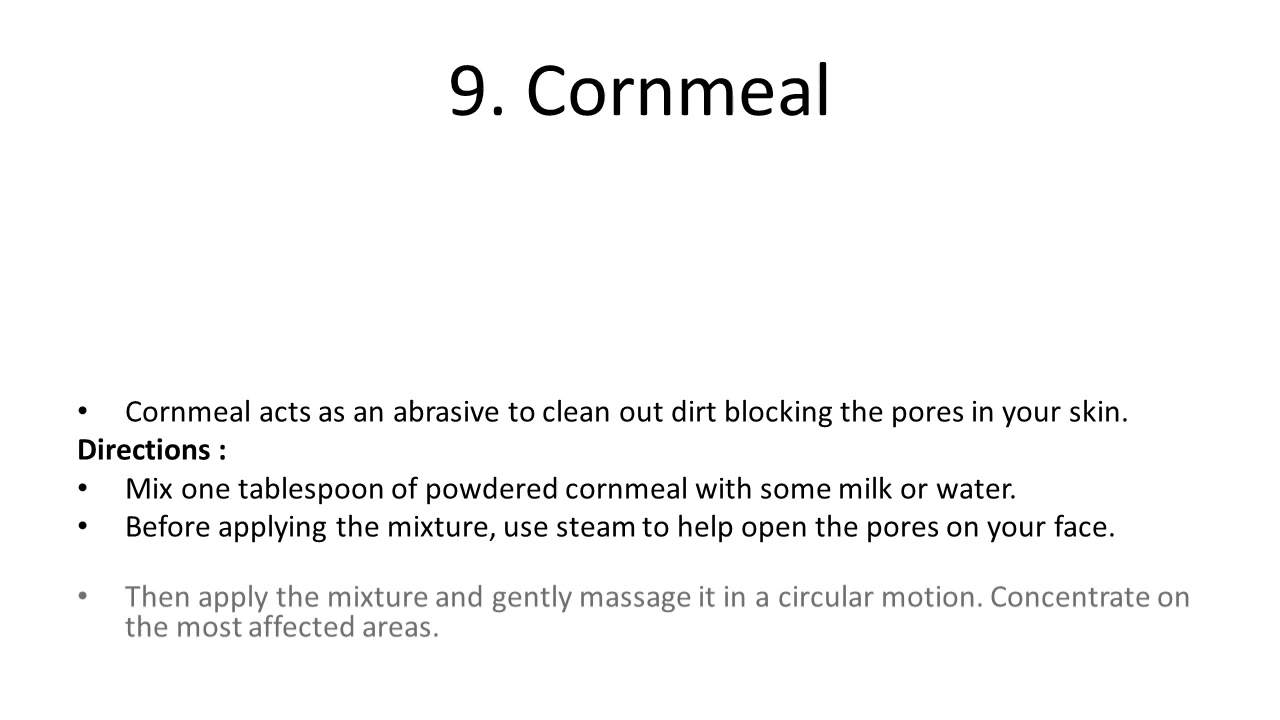 9. Cornmeal
• Cornmeal acts as an abrasive to clean out dirt blocking the pores in your skin.
Directions :
• Mix one tablespoon of powdered cornmeal with some milk or water.
• Before applying the mixture, use steam to help open the pores on your face.
• Then apply the mixture and gently massage it in a circular motion. Concentrate on
the most affected areas.